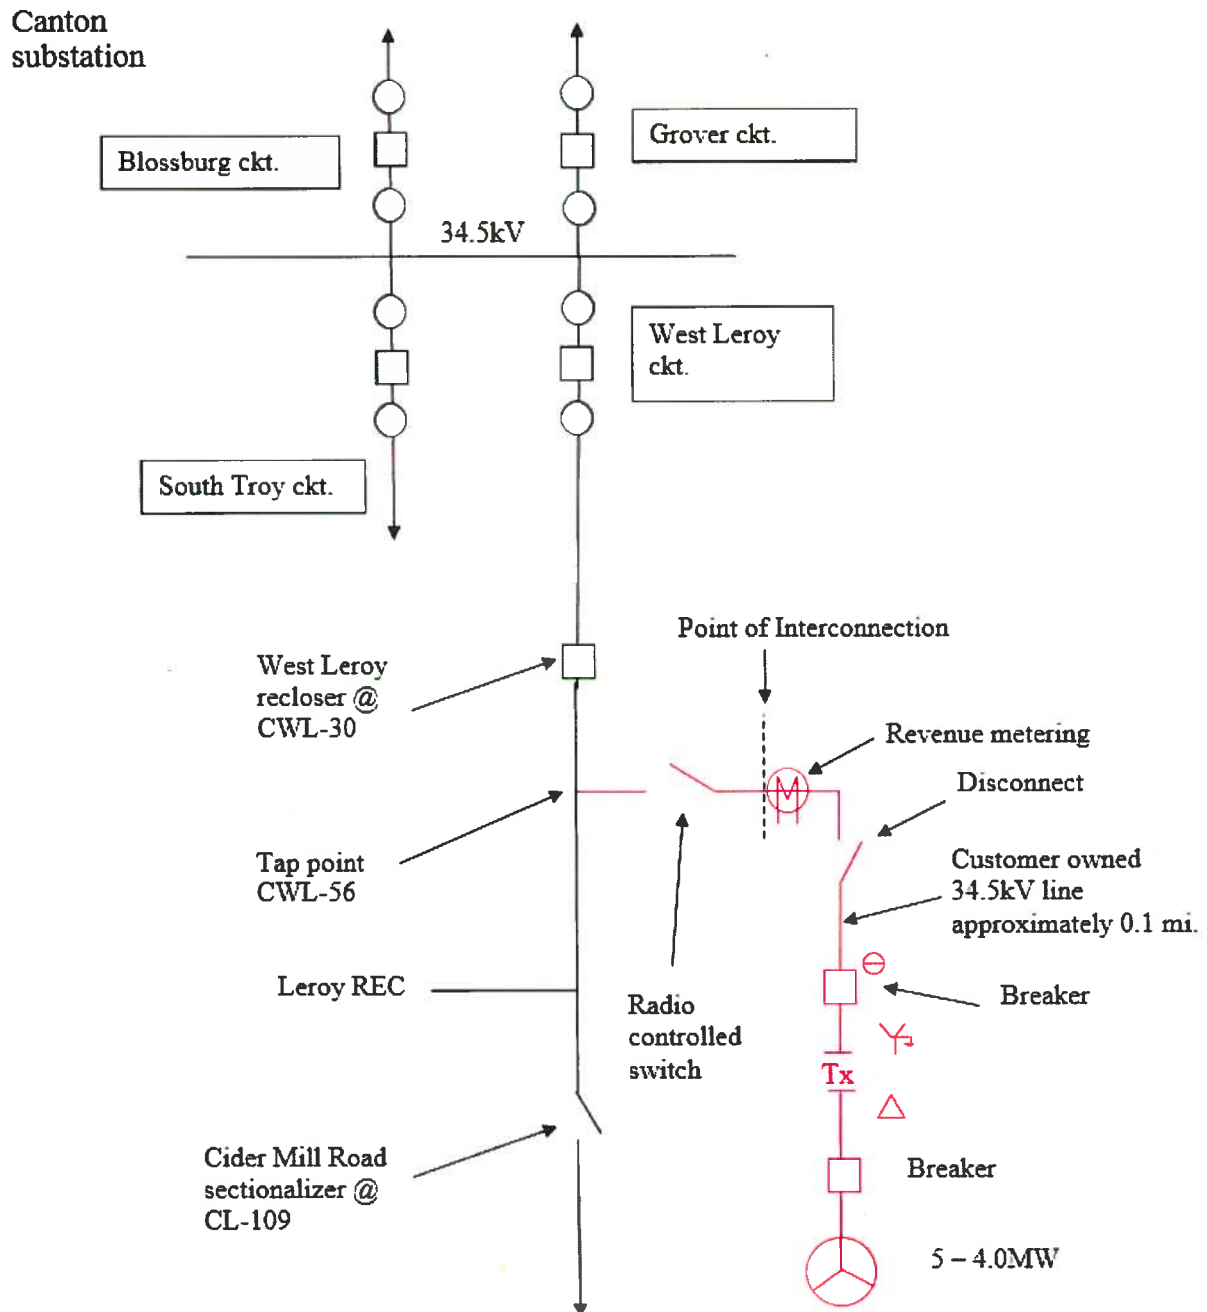 Canton
substation
Blossburg ckt.
Grover ckt.
34.5kV
West Leroy
ckt.
South Troy ckt.
Point of Interconnection
West Leroy
recloser @
CWL-30
Revenue metering
M
Disconnect
Tap point
CWL-56
Customer owned
34.5kV line
approximately 0.1 mi.
Leroy REC
Radio
controlled
switch
Breaker
Tx
Cider Mill Road
sectionalizer @
CL-109
Breaker
5 – 4.0MW